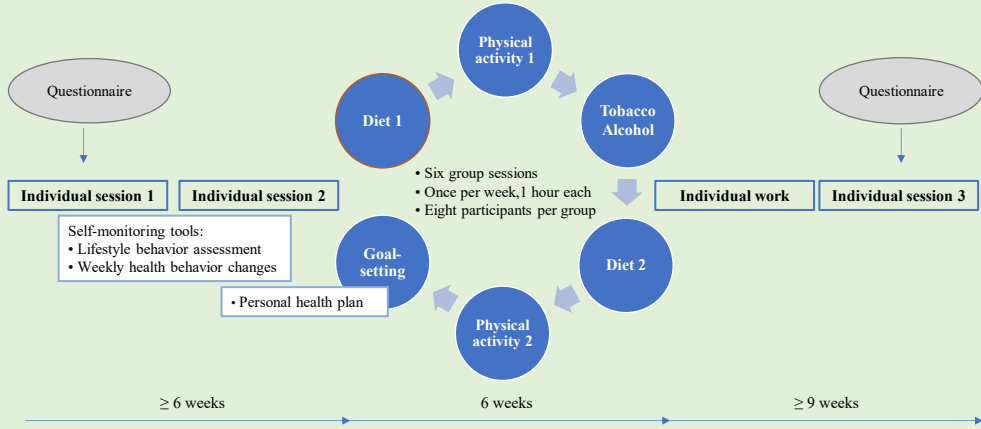 Questionnaire
Individual session 1
Individual session 2
Self-monitoring tools:
• Lifestyle behavior assessment
• Weekly health behavior changes
Diet 1
Physical
activity 1
Tobacco
Alcohol
Diet 2
Physical
activity 2
Goal-
setting
• Personal health plan
• Six group sessions
• Once per week,1 hour each
• Eight participants per group
Questionnaire
Individual work
Individual session 3
≥ 6 weeks
6 weeks
≥ 9 weeks